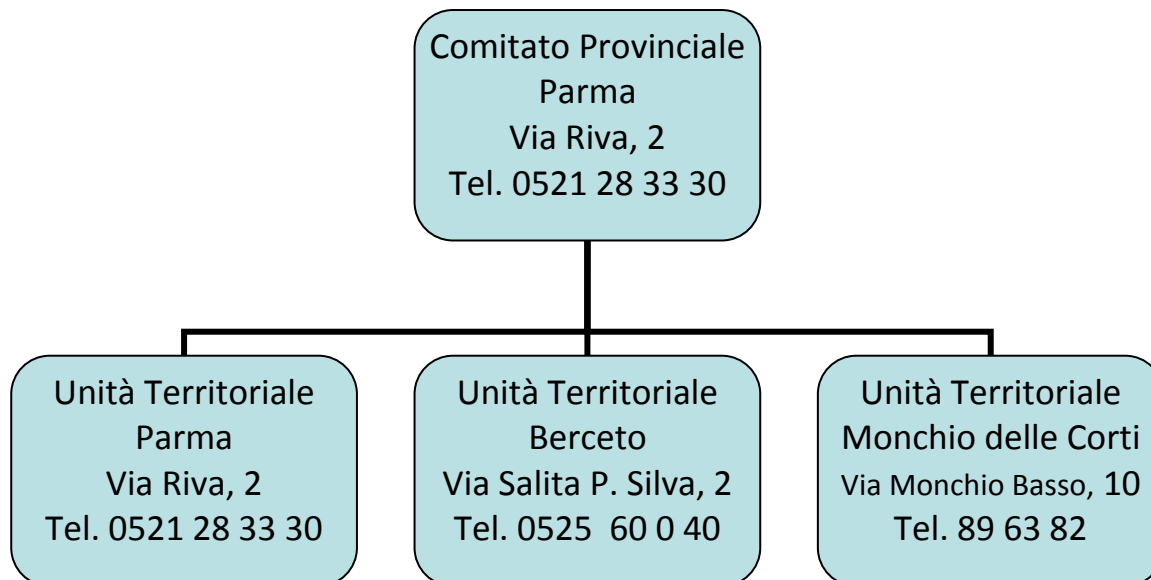 Comitato Provinciale
Parma
Via Riva, 2
Tel. 0521 28 33 30
Unità Territoriale
Parma
Via Riva, 2
Tel. 0521 28 33 30
Unità Territoriale
Berceto
Via Salita P. Silva, 2
Tel. 0525  60 0 40
Unità Territoriale
Monchio delle Corti
Via Monchio Basso, 10
Tel. 89 63 82